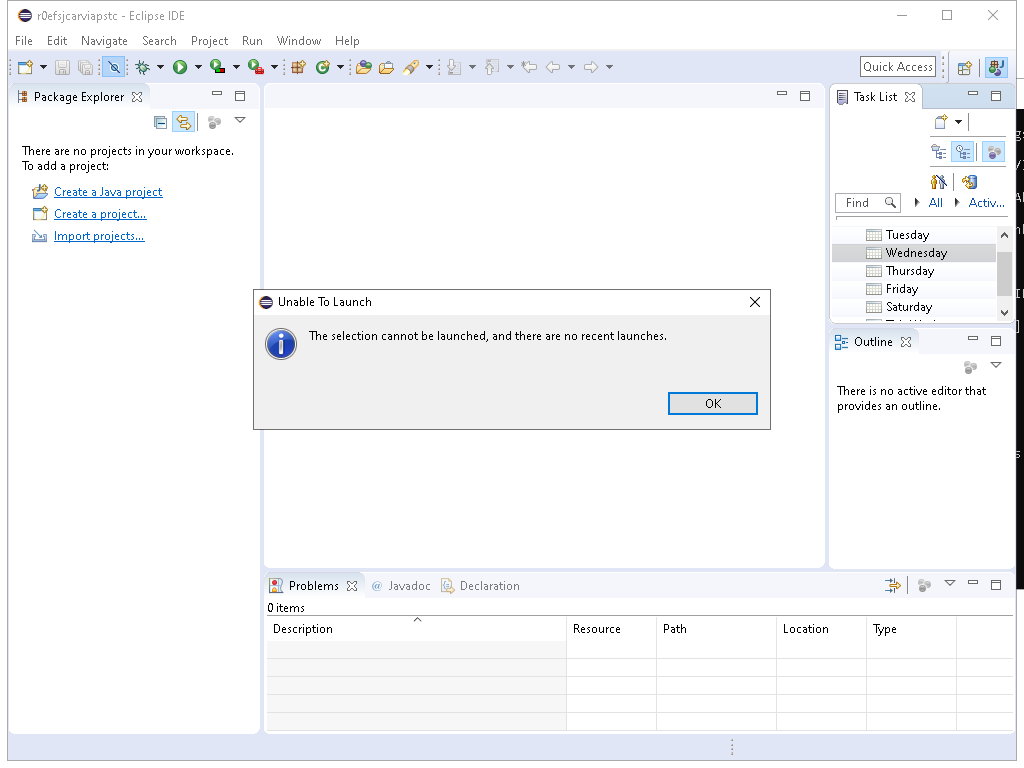 r0efsjcarviapstc - Eclipse IDE
File Edit Navigate Search Project Run Window Help
Quick Access
Package Explorer
There are no projects in your workspace.
To add a project:
Create a Java project
Create a project...
Import projects...
Task List
Find
All
Activ...
Tuesday
Wednesday
Thursday
Friday
Saturday
Unable To Launch
The selection cannot be launched, and there are no recent launches.
OK
Outline
There is no active editor that
provides an outline.
Problems
@ Javadoc
Declaration
0 items
Description Resource Path Location Type